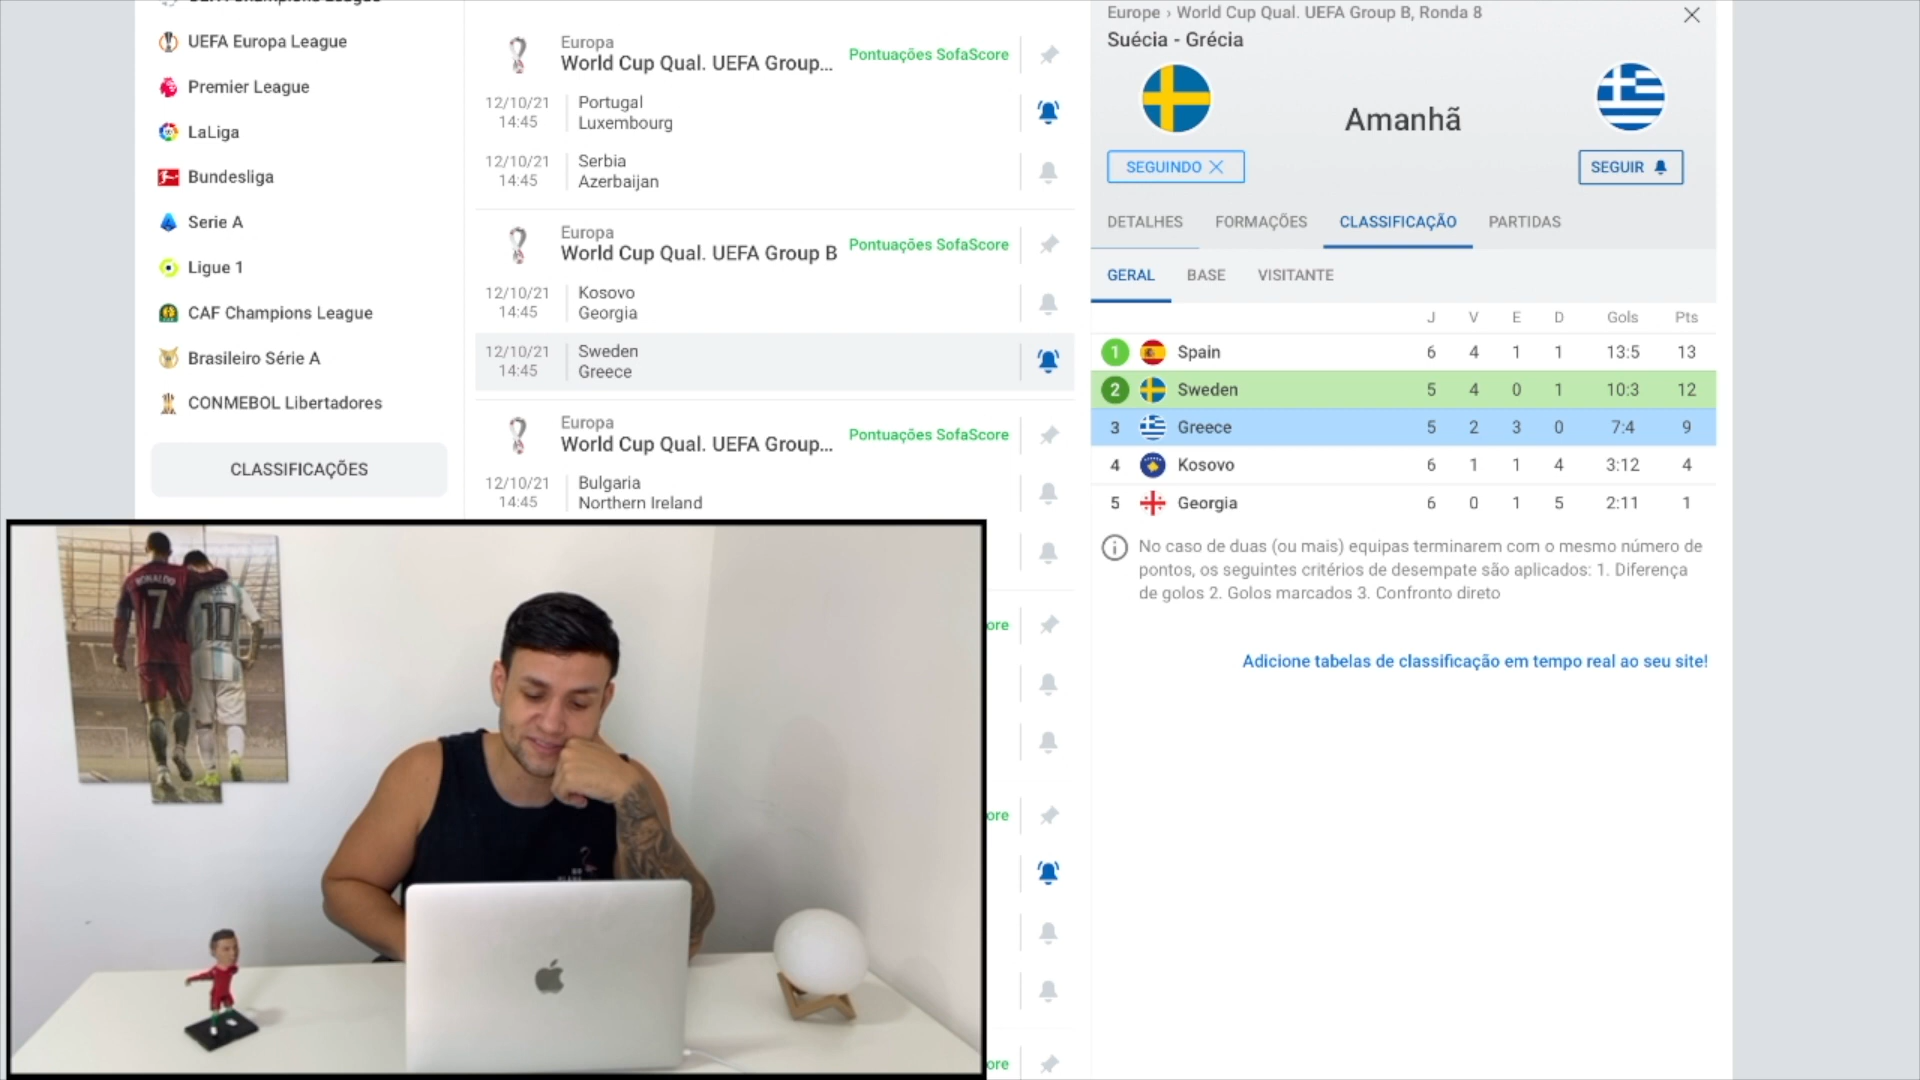 UEFA Champions League
UEFA Europa League
Premier League
LaLiga
Bundesliga
Serie A
Ligue 1
CAF Champions League
Brasileiro Série A
CONMEBOL Libertadores
CLASSIFICAÇÕES
Europa
World Cup Qual. UEFA Group...
Pontuações SofaScore
12/10/21
14:45
Portugal
Luxembourg
12/10/21
14:45
Serbia
Azerbaijan
Europa
World Cup Qual. UEFA Group B
Pontuações SofaScore
12/10/21
14:45
Kosovo
Georgia
12/10/21
14:45
Sweden
Greece
Europa
World Cup Qual. UEFA Group...
Pontuações SofaScore
12/10/21
14:45
Bulgaria
Northern Ireland
ore
ore
ore
Europe › World Cup Qual. UEFA Group B, Ronda 8
Suécia - Grécia
Amanhã
SEGUINDO
SEGUIR
DETALHES FORMAÇÕES CLASSIFICAÇÃO PARTIDAS
GERAL BASE VISITANTE
J V E D Gols Pts
1 Spain 6 4 1 1 13:5 13
2 Sweden 5 4 0 1 10:3 12
3 Greece 5 2 3 0 7:4 9
4 Kosovo 6 1 1 4 3:12 4
5 Georgia 6 0 1 5 2:11 1
No caso de duas (ou mais) equipas terminarem com o mesmo número de
pontos, os seguintes critérios de desempate são aplicados: 1. Diferença
de golos 2. Golos marcados 3. Confronto direto
Adicione tabelas de classificação em tempo real ao seu site!
RONALDO
7
10